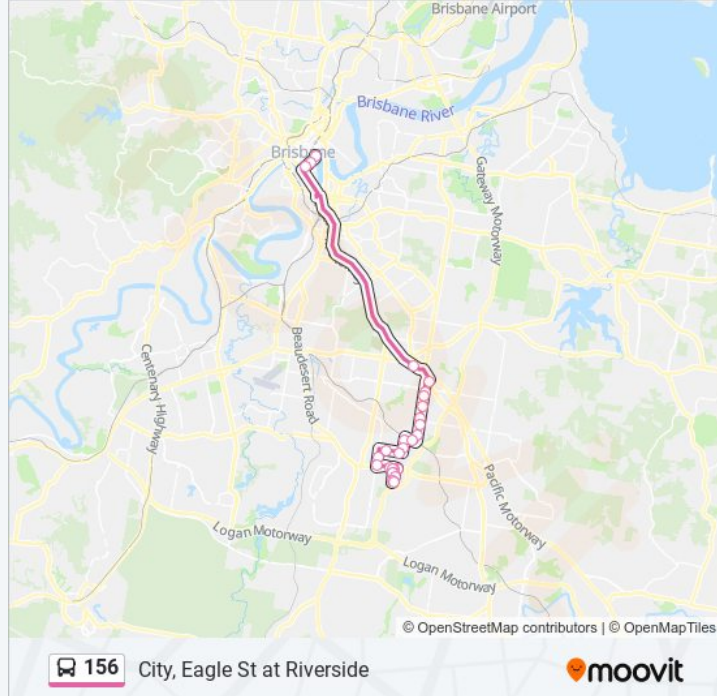 Brisbane Airport
Brisbane River
Brisbane
Gateway Motorway
Beaudesert Road
Centenary Highway
Pacific Motorway
Logan Motorway
Logan Motorway
© OpenStreetMap contributors | © OpenMapTiles
156 City, Eagle St at Riverside
moovit